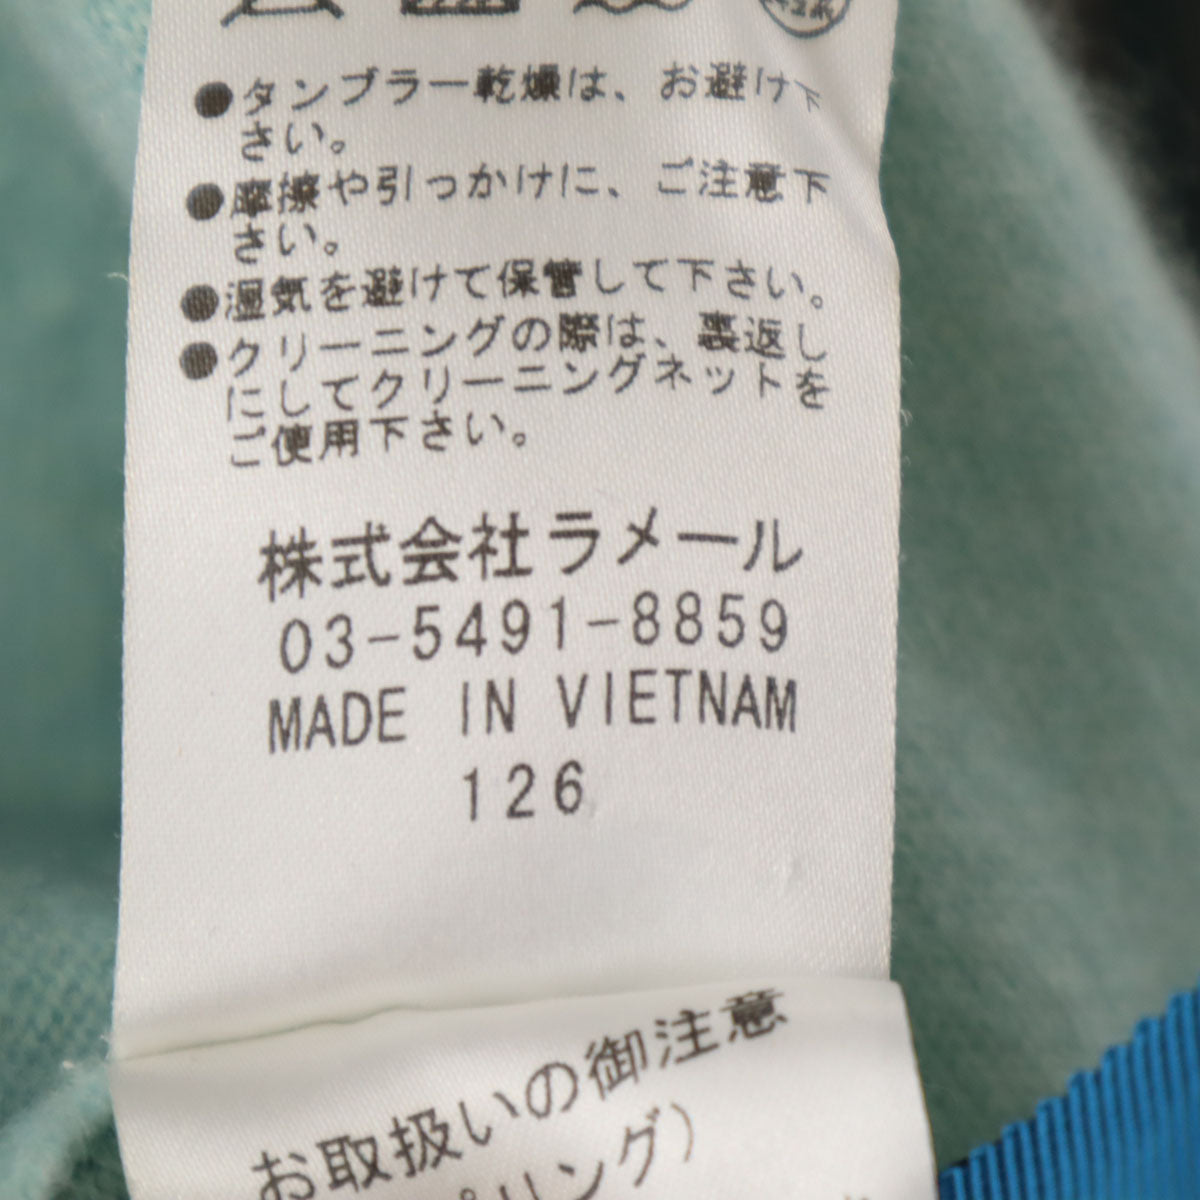 ●タンブラー乾燥は、お避け下
さい。
●摩擦や引っかけに、ご注意下
さい。
●湿気を避けて保管して下さい。
●クリーニングの際は、裏返し
にしてクリーニングネットを
ご使用下さい。
株式会社ラメール
03-5491-8859
MADE IN VIETNAM
126
お取扱いの御注意
リング)